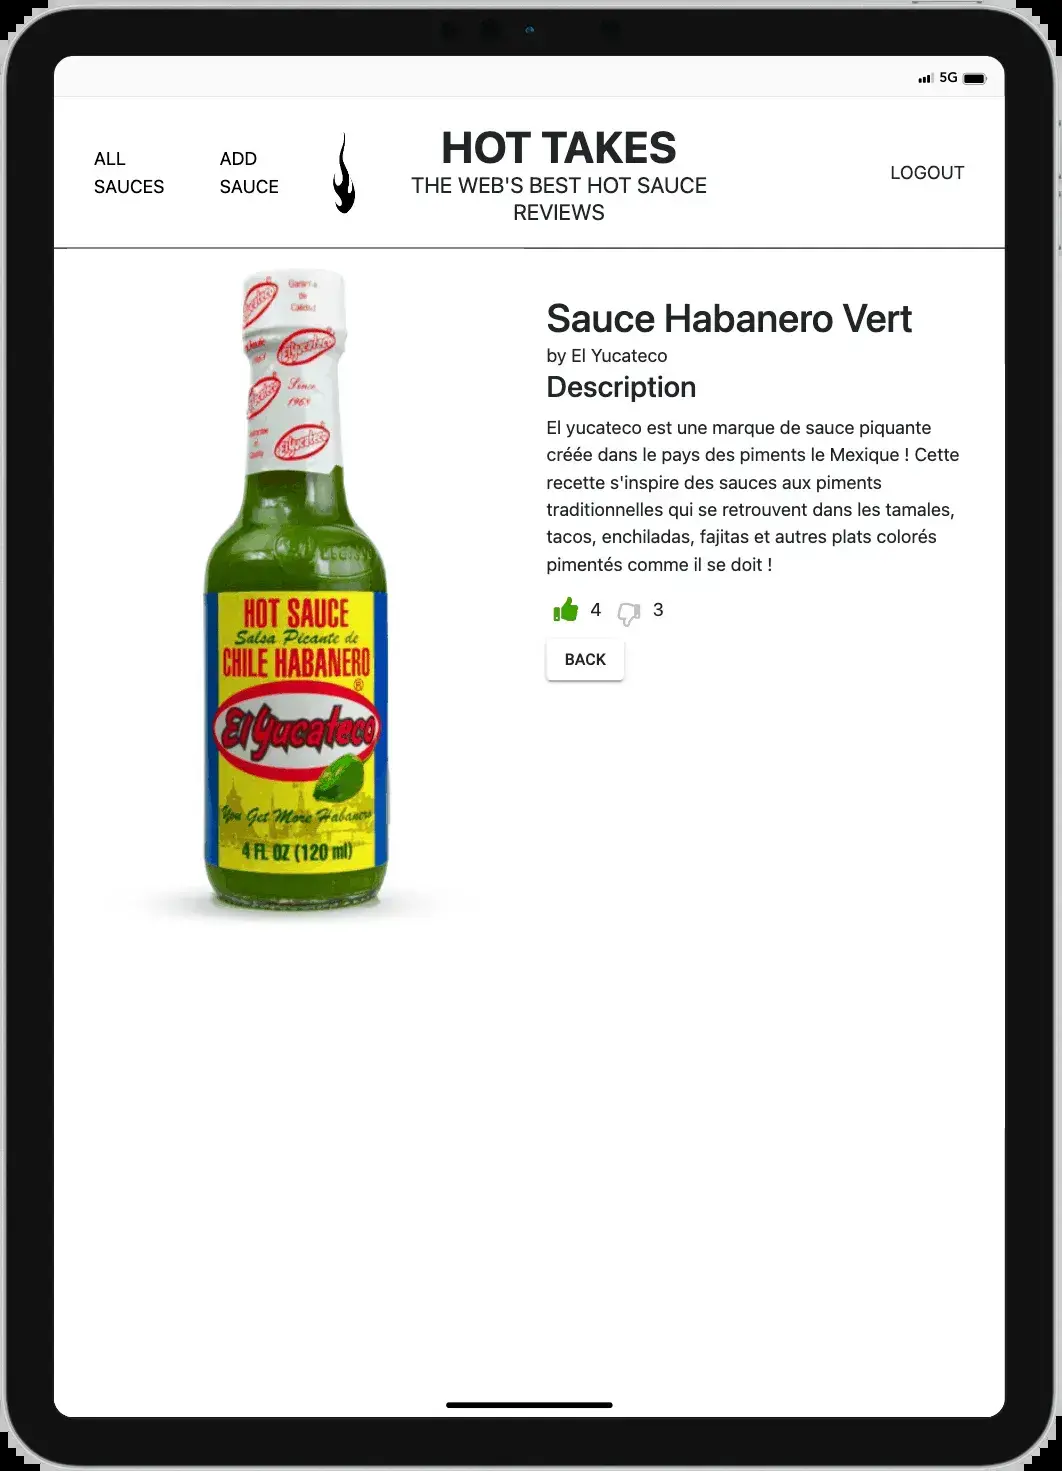 5G
ALL
SAUCES
ADD
SAUCE
HOT TAKES
THE WEB'S BEST HOT SAUCE
REVIEWS
LOGOUT
El Yucateco
Since
1968
El Yucateco
HOT SAUCE
Salsa Picante de
CHILE HABANERO
®
El Yucateco
You Get More Habanero
4 FL OZ (120 ml)
Sauce Habanero Vert
by El Yucateco
Description
El yucateco est une marque de sauce piquante
créée dans le pays des piments le Mexique ! Cette
recette s'inspire des sauces aux piments
traditionnelles qui se retrouvent dans les tamales,
tacos, enchiladas, fajitas et autres plats colorés
pimentés comme il se doit !
4 3
BACK